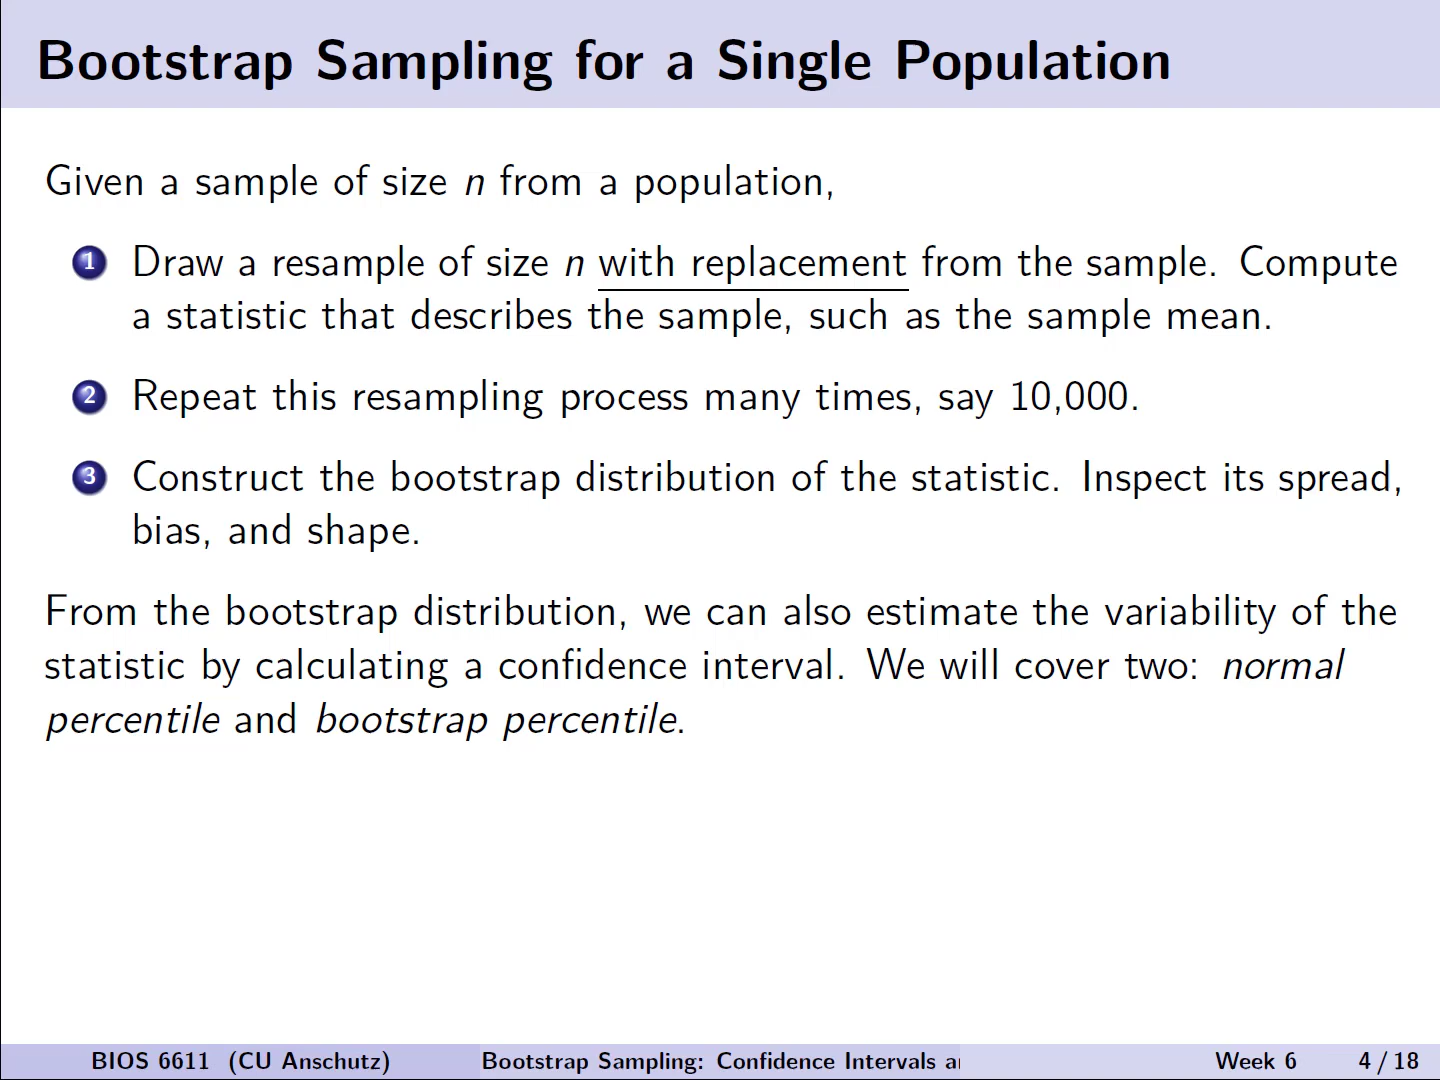 Bootstrap Sampling for a Single Population
Given a sample of size n from a population,
1 Draw a resample of size n with replacement from the sample. Compute
a statistic that describes the sample, such as the sample mean.
2 Repeat this resampling process many times, say 10,000.
3 Construct the bootstrap distribution of the statistic. Inspect its spread,
bias, and shape.
From the bootstrap distribution, we can also estimate the variability of the
statistic by calculating a confidence interval. We will cover two: normal
percentile and bootstrap percentile.
BIOS 6611 (CU Anschutz) Bootstrap Sampling: Confidence Intervals Week 6 4 / 18